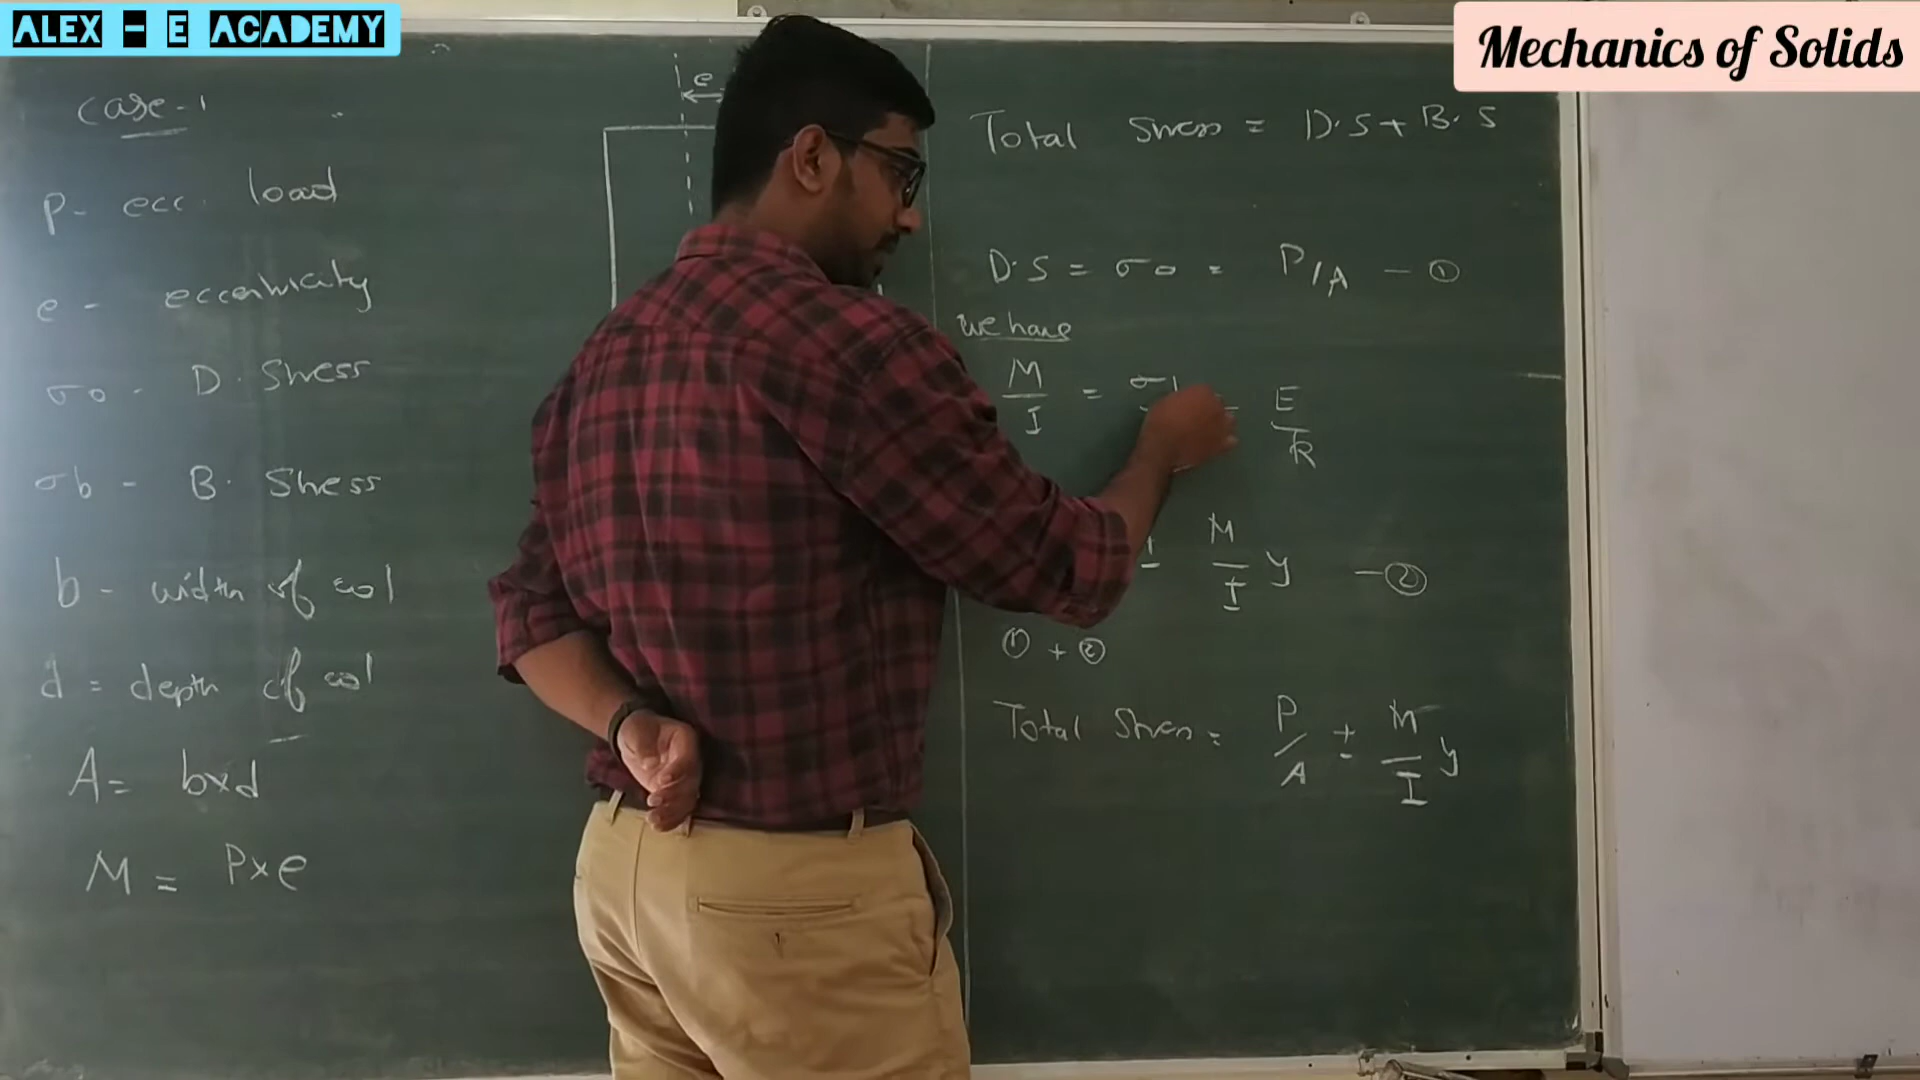 ALEX - E ACADEMY
Mechanics of Solids
case-1
P- ecc. load
e - eccentricity
σo - D. Stress
σb - B. Stress
b - width of col
d = depth of col
A = bxd
M = Pxe
e
Total Stress = D.S + B.S
D.S = σo = P/A - ①
We have
M/I = σ = E/R
± M/I y - ②
① + ②
Total Stress = P/A ± M/I y